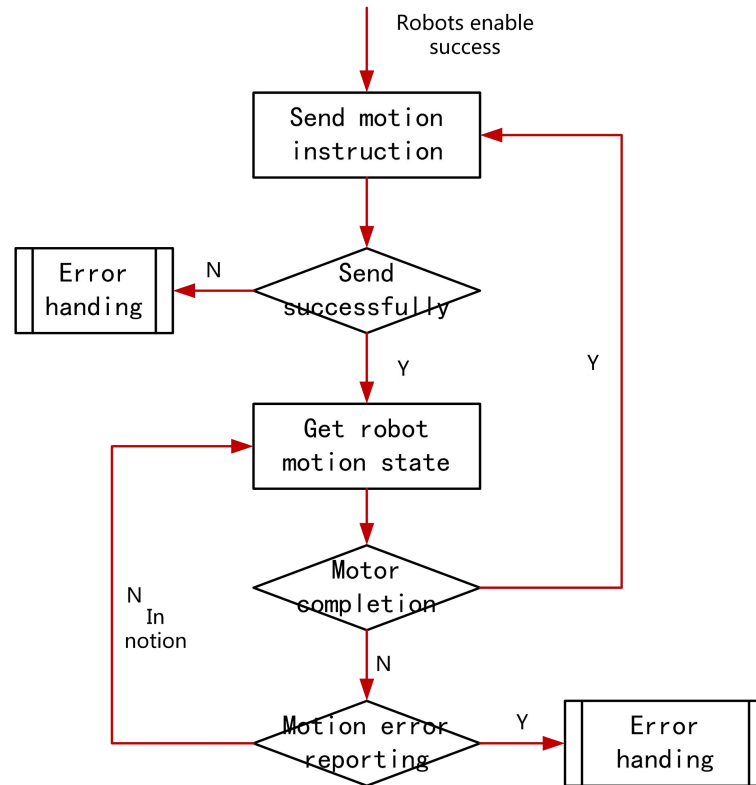 Robots enable
success
Send motion
instruction
N
Error
handing
Send
successfully
Y
Y
Get robot
motion state
N
In
notion
Motor
completion
N
Motion error
reporting
Y
Error
handing